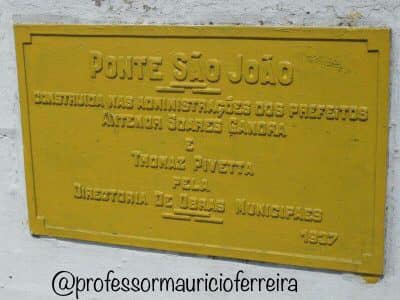 PONTE SÃO JOÃO
CONSTRUIDA NAS ADMINISTRAÇÕES DOS PREFEITOS
ANTENOR SOARES GANDRA
E
THOMAZ PIVETTA
PELA
DIRECTORIA DE OBRAS MUNICIPAES
1937
@professormauricioferreira